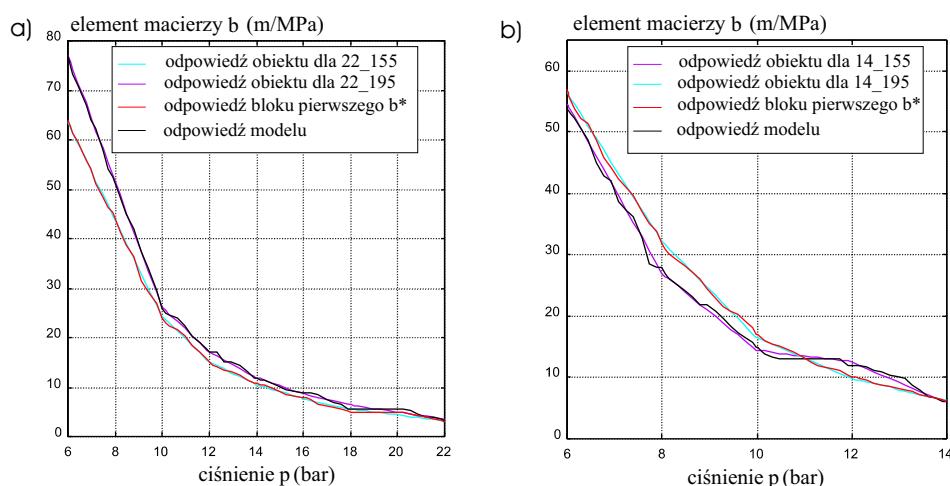 a)
element macierzy b (m/MPa)
80
70
60
50
40
30
20
10
0
odpowiedź obiektu dla 22_155
odpowiedź obiektu dla 22_195
odpowiedź bloku pierwszego b*
odpowiedź modelu
6 8 10 12 14 16 18 20 22
ciśnienie p (bar)
b)
element macierzy b (m/MPa)
60
50
40
30
20
10
0
odpowiedź obiektu dla 14_155
odpowiedź obiektu dla 14_195
odpowiedź bloku pierwszego b*
odpowiedź modelu
6 8 10 12 14
ciśnienie p (bar)